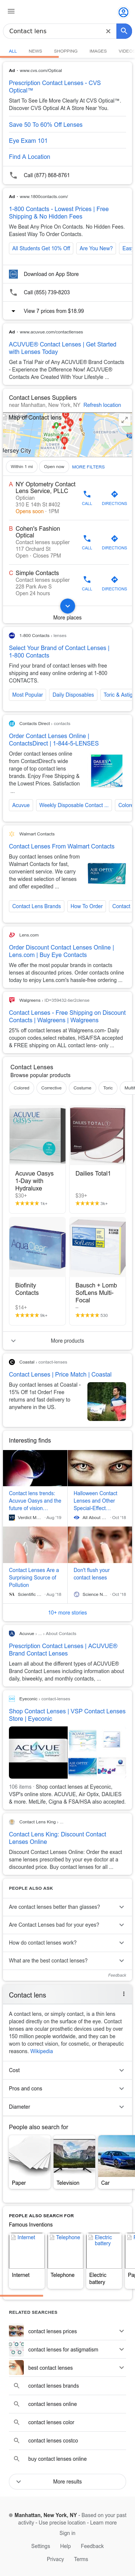 Contact lens
ALL NEWS SHOPPING IMAGES
Ad · www.cvs.com/Optical
Prescription Contact Lenses - CVS
Optical™
Start To See Life More Clearly At CVS Optical™.
Discover CVS Optical At A Store Near You.
Save 50 To 60% Off Lenses
Eye Exam 101
Find A Location
Call (877) 868-8761
Ad · www.1800contacts.com/
1-800 Contacts - Lowest Prices | Free
Shipping & No Hidden Fees
We Beat Any Price On Contacts. No Hidden Fees.
Easiest Way To Order Contacts.
All Students Get 10% Off Are You New?
Download on App Store
Call (855) 739-8203
View 7 prices from $18.99
Ad · www.acuvue.com/contact/lenses
ACUVUE® Contact Lenses | Get Started
with Lenses Today
Get a Trial Pair of Any ACUVUE® Brand Contacts
- Experience the Difference Now! ACUVUE®
Contacts Are Created With Your Lifestyle ...
Contact Lenses Suppliers
near Manhattan, New York, NY Refresh location
Map of Contact lens
Jersey City
Within 1 mi Open now MORE FILTERS
A NY Optometry Contact
Lens Service, PLLC
Optician
310 E 14th St #402
Opens soon · 1PM
CALL DIRECTIONS
B Cohen's Fashion
Optical
Contact lenses supplier
117 Orchard St
Open · Closes 7PM
CALL DIRECTIONS
C Simple Contacts
Contact lenses supplier
228 Park Ave S
Open 24 hours
CALL DIRECTIONS
More places
1-800 Contacts › lenses
Select Your Brand of Contact Lenses |
1-800 Contacts
Find your brand of contact lenses with free
shipping and easy online ordering at 1-800
CONTACTS.
Most Popular Daily Disposables
Contacts Direct › contacts
Order Contact Lenses Online |
ContactsDirect | 1-844-5-LENSES
Order contact lenses online
from ContactsDirect's wide
range of top contact lens
brands. Enjoy Free Shipping
& the Lowest Prices Today!
...
Acuvue Weekly Disposable Contact ...
Walmart Contacts
Contact Lenses From Walmart Contacts
Buy contact lenses online from
Walmart Contacts for fast,
convenient service. We carry
an extensive selection of lenses
and offer everyday low prices on
...
Contact Lens Brands How To Order Contact
Lens.com
Order Discount Contact Lenses Online |
Lens.com | Buy Eye Contacts
We offer the most popular brands in contacts
today to enjoy Lens.com's hassle-free ordering ...
Walgreens › ID=359432-tier2clense
Contact Lenses - Free Shipping on Discount
Contacts | Walgreens | Walgreens
25% off contact lenses at Walgreens.com- Daily
coupon codes,select rebates, HSA/FSA accepted
& FREE shipping on ALL contact lens- only ...
Contact Lenses
Browse popular products
Colored Corrective Costume Toric
Acuvue Oasys
1-Day with
Hydraluxe
$30+
Dailies Total1
$39+
Biofinity
Contacts
$14+
Bausch + Lomb
SofLens Multi-
Focal
More products
Coastal › contact-lenses
Contact Lenses | Price Match | Coastal
Buy contact lenses at Coastal -
15% Off 1st Order! Free
returns and fast delivery to
anywhere in the US.
Interesting finds
Contact lens trends:
Acuvue Oasys and the
future of vision ...
Aug '18
Halloween Contact
Lenses and Other
Special-Effect...
All About ... Oct '18
Contact Lenses Are a
Surprising Source of
Pollution
Scientific... Aug '18
Don't flush your
contact lenses
Science N... Oct '18
10+ more stories
Acuvue › ... › About Contacts
Prescription Contact Lenses | ACUVUE®
Brand Contact Lenses
Learn all about the different types of ACUVUE®
Brand Contact Lenses including information about
daily, biweekly, and monthly contacts, ...
Eyeconic › contact-lenses
Shop Contact Lenses | VSP Contact Lenses
Store | Eyeconic
106 items · Shop contact lenses at Eyeconic,
VSP's online store. ACUVUE, Air Optix, DAILIES
& more. MetLife, Cigna & FSA/HSA also accepted.
Contact Lens King › ...
Contact Lens King: Discount Contact
Lenses Online
Discount Contact Lenses Online: Order the exact
same lenses prescribed by your eye doctor at a
discounted price. Buy contact lenses for all ...
PEOPLE ALSO ASK
Are contact lenses better than glasses?
Are Contact Lenses bad for your eyes?
How do contact lenses work?
What are the best contact lenses?
Feedback
Contact lens
A contact lens, or simply contact, is a thin lens
placed directly on the surface of the eye. Contact
lenses are ocular prosthetic devices used by over
150 million people worldwide, and they can be
worn to correct vision, or for cosmetic, or therapeutic
reasons. Wikipedia
Cost
Pros and cons
Diameter
People also search for
Paper Television Car
PEOPLE ALSO SEARCH FOR
Famous Inventions
Internet Telephone Electric
battery
Internet Telephone Electric
battery
RELATED SEARCHES
contact lenses prices
contact lenses for astigmatism
best contact lenses
contact lenses brands
contact lenses online
contact lenses color
contact lenses costco
buy contact lenses online
More results
Manhattan, New York, NY - Based on your past
activity - Use precise location - Learn more
Sign in
Settings Help Feedback
Privacy Terms